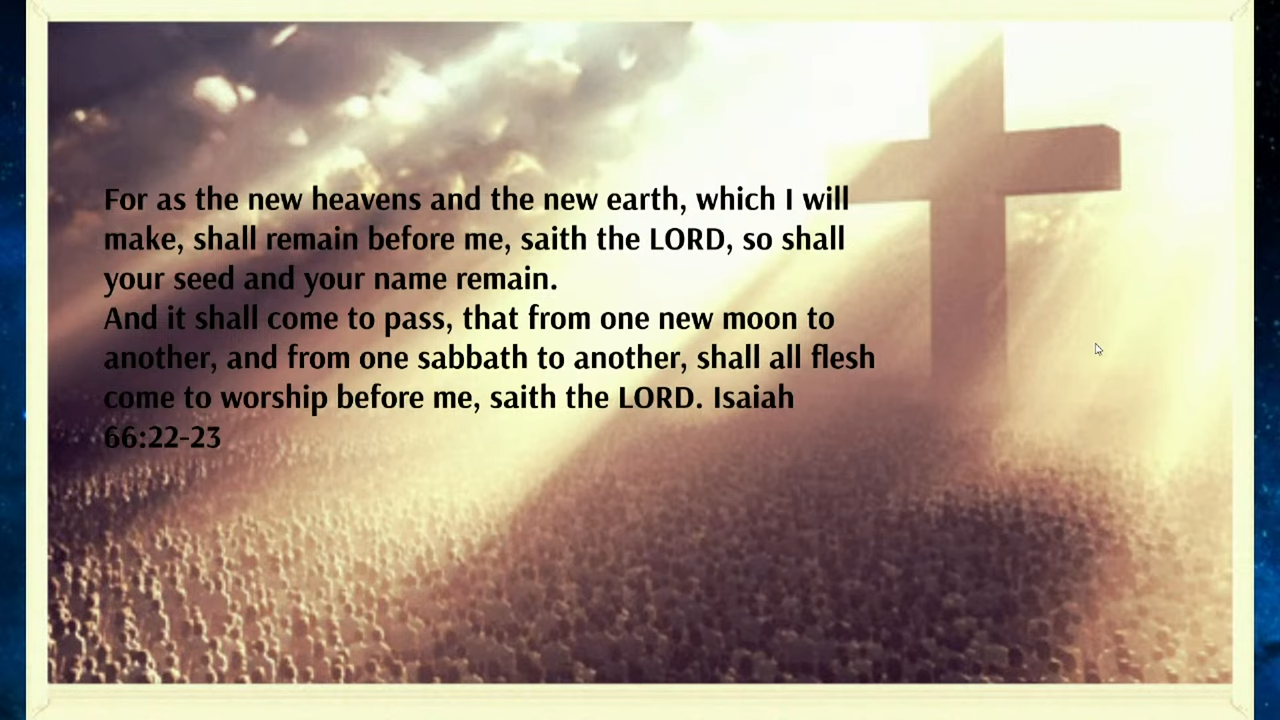 For as the new heavens and the new earth, which I will
make, shall remain before me, saith the LORD, so shall
your seed and your name remain.
And it shall come to pass, that from one new moon to
another, and from one sabbath to another, shall all flesh
come to worship before me, saith the LORD. Isaiah
66:22-23